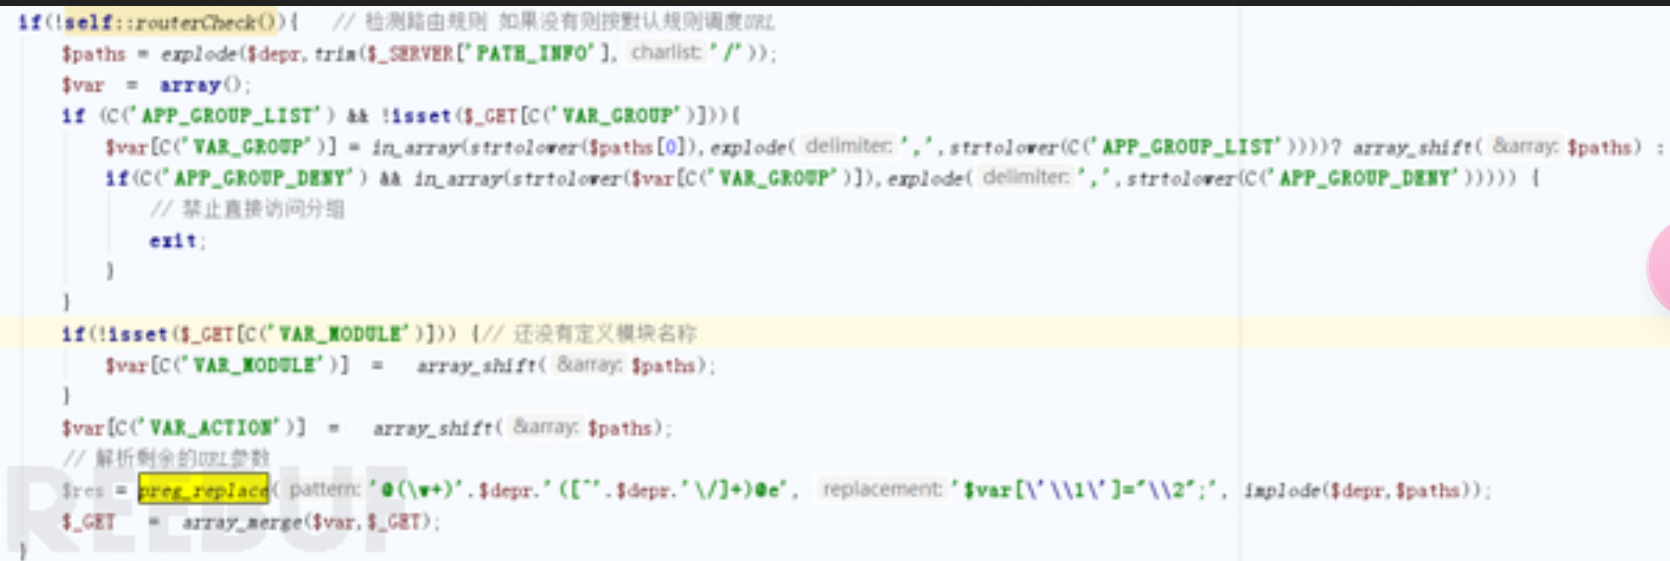 if(!self::routerCheck()){   // 检测路由规则 如果没有则按默认规则调度URL
$paths = explode($depr,trim($_SERVER['PATH_INFO'], charlist: '/'));
$var  =  array();
if (C('APP_GROUP_LIST') && !isset($_GET[C('VAR_GROUP')])){
$var[C('VAR_GROUP')] = in_array(strtolower($paths[0]),explode( delimiter: ',',strtolower(C('APP_GROUP_LIST'))))? array_shift( &array: $paths) :
if(C('APP_GROUP_DENY') && in_array(strtolower($var[C('VAR_GROUP')]),explode( delimiter: ',',strtolower(C('APP_GROUP_DENY'))))) {
// 禁止直接访问分组
exit;
}
}
if(!isset($_GET[C('VAR_MODULE')])) {// 还没有定义模块名称
$var[C('VAR_MODULE')]  =   array_shift( &array: $paths);
}
$var[C('VAR_ACTION')]  =   array_shift( &array: $paths);
// 解析剩余的URL参数
$res = preg_replace( pattern: '@(\w+)'.$depr.'([^'.$depr.'\/]+)@e',  replacement: '$var[\'\\1\']="\\2";', implode($depr,$paths));
$_GET   =  array_merge($var,$_GET);
}
REEBUF